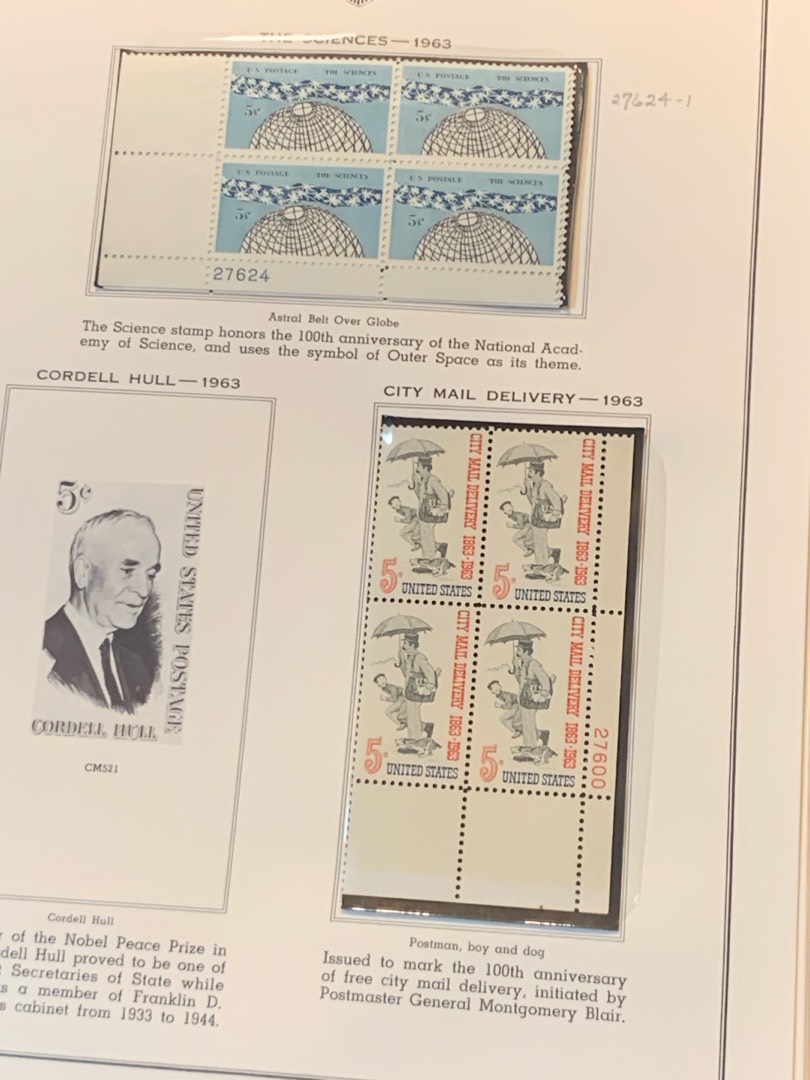 THE SCIENCES—1963
27624-1
U S POSTAGE THE SCIENCES
5¢
U S POSTAGE THE SCIENCES
5¢
U S POSTAGE THE SCIENCES
5¢
U S POSTAGE THE SCIENCES
5¢
27624
Astral Belt Over Globe
The Science stamp honors the 100th anniversary of the National Acad-
emy of Science, and uses the symbol of Outer Space as its theme.
CORDELL HULL—1963
5¢
UNITED STATES POSTAGE
CORDELL HULL
CM521
Cordell Hull
of the Nobel Peace Prize in
dell Hull proved to be one of
Secretaries of State while
s a member of Franklin D.
s cabinet from 1933 to 1944.
CITY MAIL DELIVERY—1963
CITY MAIL DELIVERY 1863·1963
5¢ UNITED STATES
CITY MAIL DELIVERY 1863·1963
5¢ UNITED STATES
CITY MAIL DELIVERY 1863·1963
5¢ UNITED STATES
CITY MAIL DELIVERY 1863·1963
5¢ UNITED STATES
27600
Postman, boy and dog
Issued to mark the 100th anniversary
of free city mail delivery, initiated by
Postmaster General Montgomery Blair.